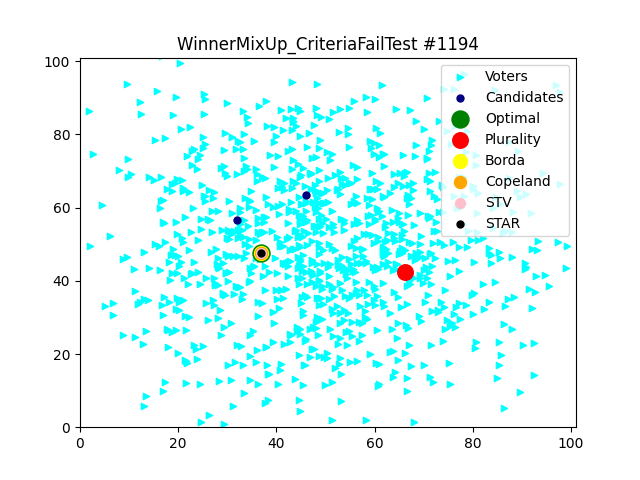 WinnerMixUp_CriteriaFailTest #1194
100
80
60
40
20
0
0 20 40 60 80 100
Voters
Candidates
Optimal
Plurality
Borda
Copeland
STV
STAR